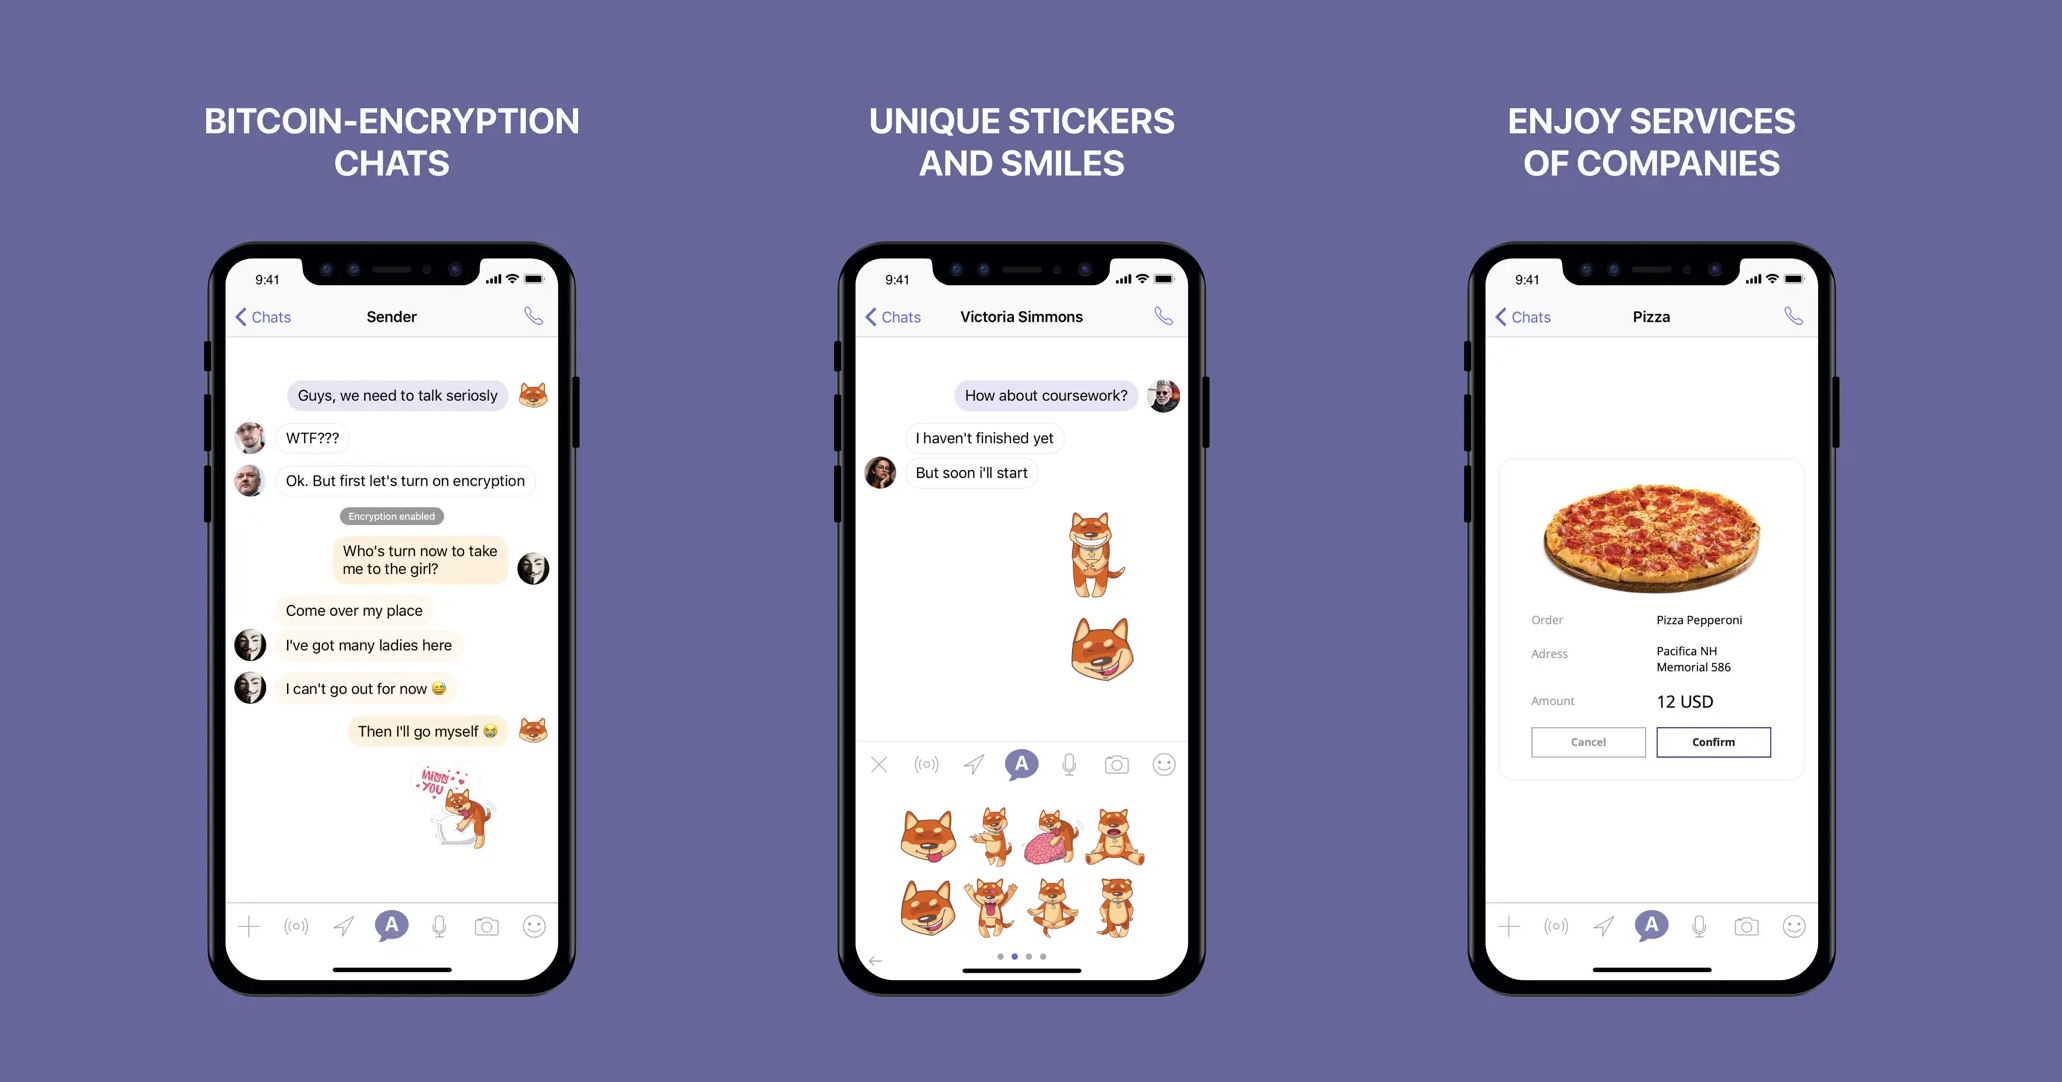 BITCOIN-ENCRYPTION
CHATS
9:41
Chats
Sender
Guys, we need to talk seriosly
WTF???
Ok. But first let's turn on encryption
Encryption enabled
Who's turn now to take
me to the girl?
Come over my place
I've got many ladies here
I can't go out for now 😅
Then I'll go myself 😭
MISS
YOU
A
UNIQUE STICKERS
AND SMILES
9:41
Chats
Victoria Simmons
How about coursework?
I haven't finished yet
But soon i'll start
A
ENJOY SERVICES
OF COMPANIES
9:41
Chats
Pizza
Order
Pizza Pepperoni
Adress
Pacifica NH
Memorial 586
Amount
12 USD
Cancel
Confirm
A